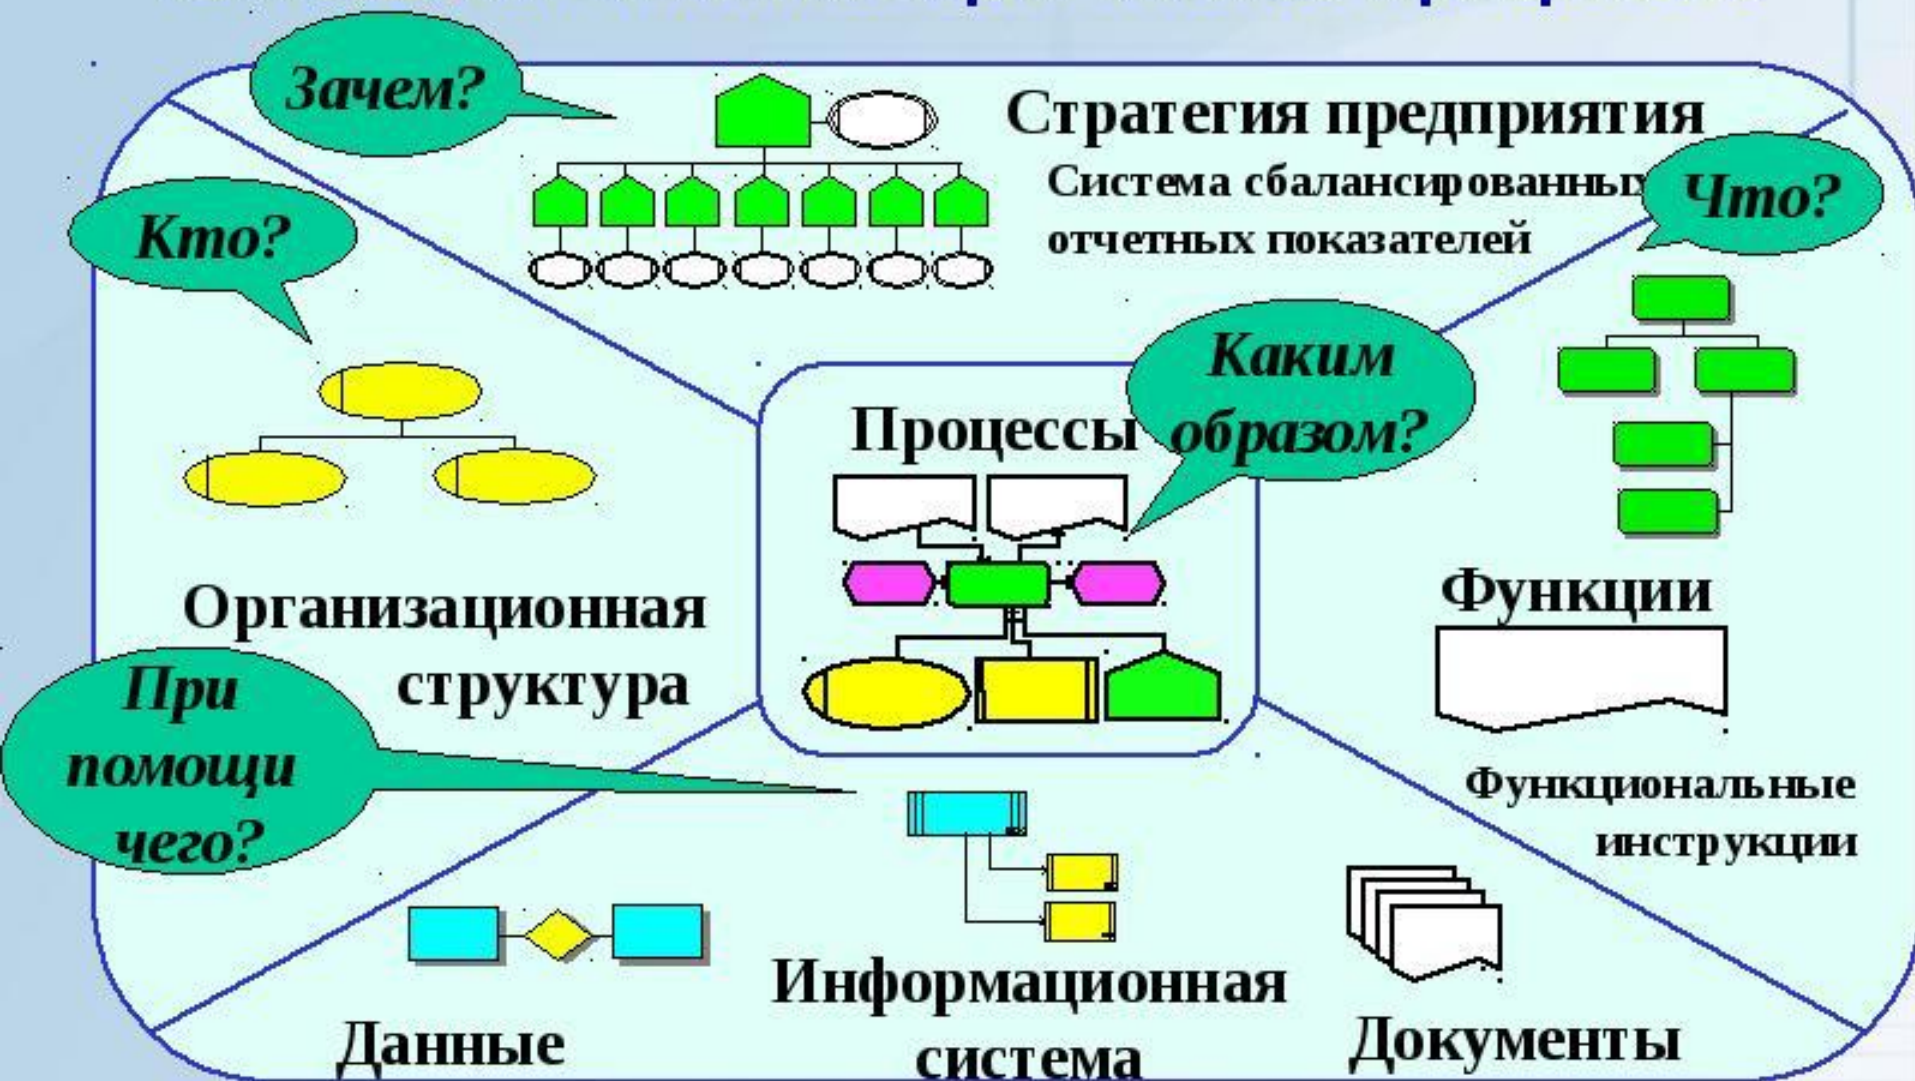 Зачем?
Стратегия предприятия
Система сбалансированных
отчетных показателей
Что?
Кто?
Каким
образом?
Процессы
Организационная
структура
Функции
При
помощи
чего?
Функциональные
инструкции
Данные
Информационная
система
Документы